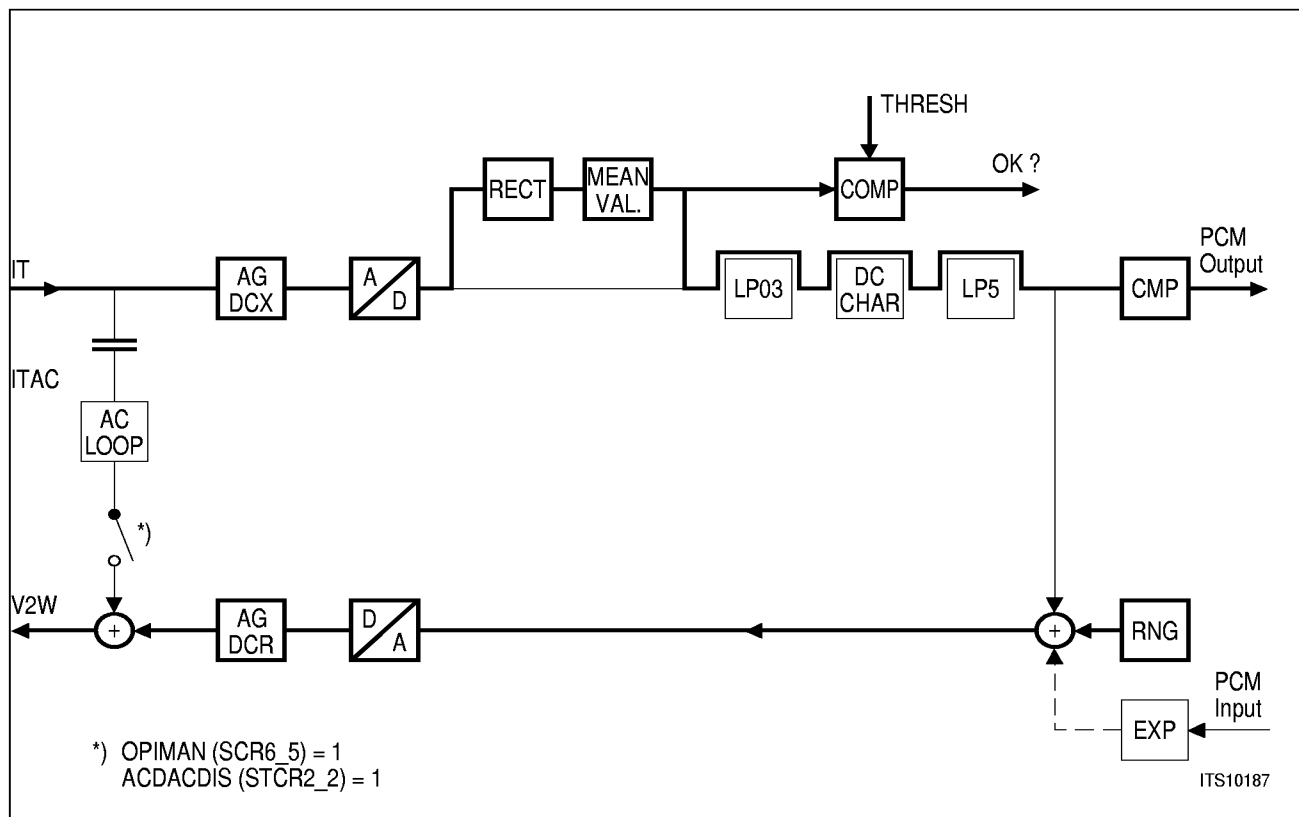 THRESH
OK ?
RECT
MEAN
VAL.
COMP
IT
AG
DCX
A
D
LP03
DC
CHAR
LP5
CMP
PCM
Output
ITAC
AC
LOOP
*)
V2W
+
AG
DCR
D
A
+
RNG
PCM
Input
EXP
*) OPIMAN (SCR6_5) = 1
ACDACDIS (STCR2_2) = 1
ITS10187